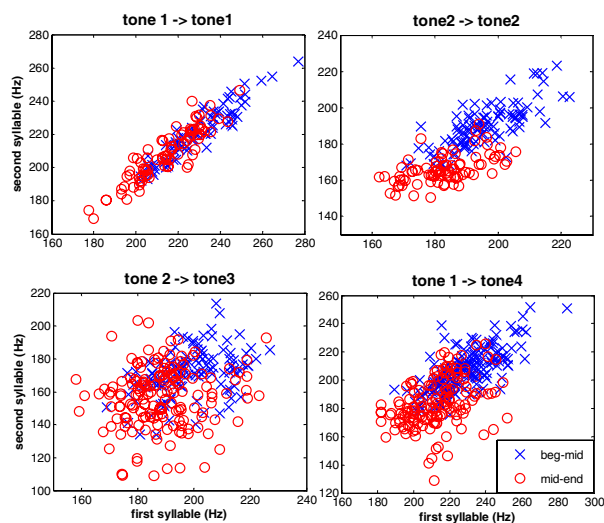 tone 1 -> tone1
280
260
240
220
200
180
160
160 180 200 220 240 260 280
second syllable (Hz)
tone2 -> tone2
220
200
180
160
140
160 180 200 220
tone 2 -> tone3
220
200
180
160
140
120
100
160 180 200 220 240
second syllable (Hz)
first syllable (Hz)
tone 1 -> tone4
260
240
220
200
180
160
140
120
160 180 200 220 240 260 280 300
first syllable (Hz)
beg-mid
mid-end